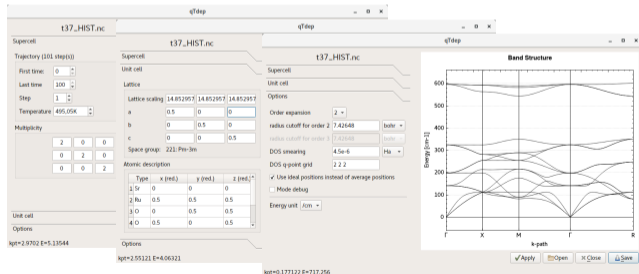 qTdep
t37_HIST.nc
Supercell
Trajectory (101 step(s))
First time: 0
Last time 100
Step 1
Temperature 495.05K
Multiplicity
2 0 0
0 2 0
0 0 2
Unit cell
Options
kpt=2.9702 E=5.13544
qTdep
t37_HIST.nc
Supercell
Unit cell
Lattice
Lattice scaling 14.852957 14.852957 14.852957
a 0.5 0 0
b 0 0.5 0
c 0 0 0.5
Space group: 221: Pm-3m
Atomic description
Type x (red.) y (red.) z (red.)
1 Sr 0 0 0
2 Ru 0.5 0.5 0.5
3 O 0 0.5 0.5
4 O 0.5 0 0.5
Options
kpt=2.55121 E=4.06321
qTdep
t37_HIST.nc
Supercell
Unit cell
Options
Order expansion 2
radius cutoff for order 2 7.42648 bohr
radius cutoff for order 3 7.42648 bohr
DOS smearing 4.5e-6 Ha
DOS q-point grid 2 2 2
Use ideal positions instead of average positions
Mode debug
Energy unit /cm
Band Structure
Energy [cm-1]
600
500
400
300
200
100
0
Γ X M Γ R
k-path
Apply Open Close Save
kpt=0.177122 E=717.256